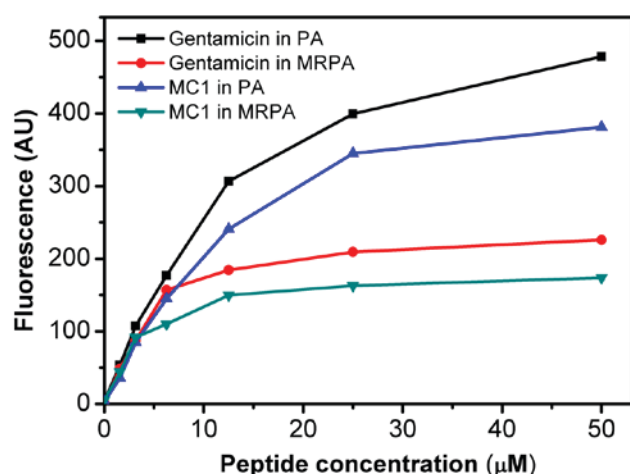 500
400
300
200
100
0
Fluorescence (AU)
Gentamicin in PA
Gentamicin in MRPA
MC1 in PA
MC1 in MRPA
0 10 20 30 40 50
Peptide concentration (µM)